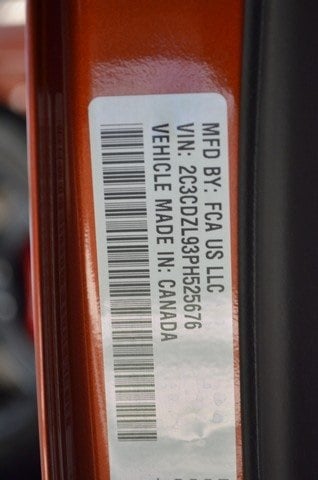 MFD BY: FCA US LLC
VIN: 2C3CDZL93PH525676
VEHICLE MADE IN: CANADA